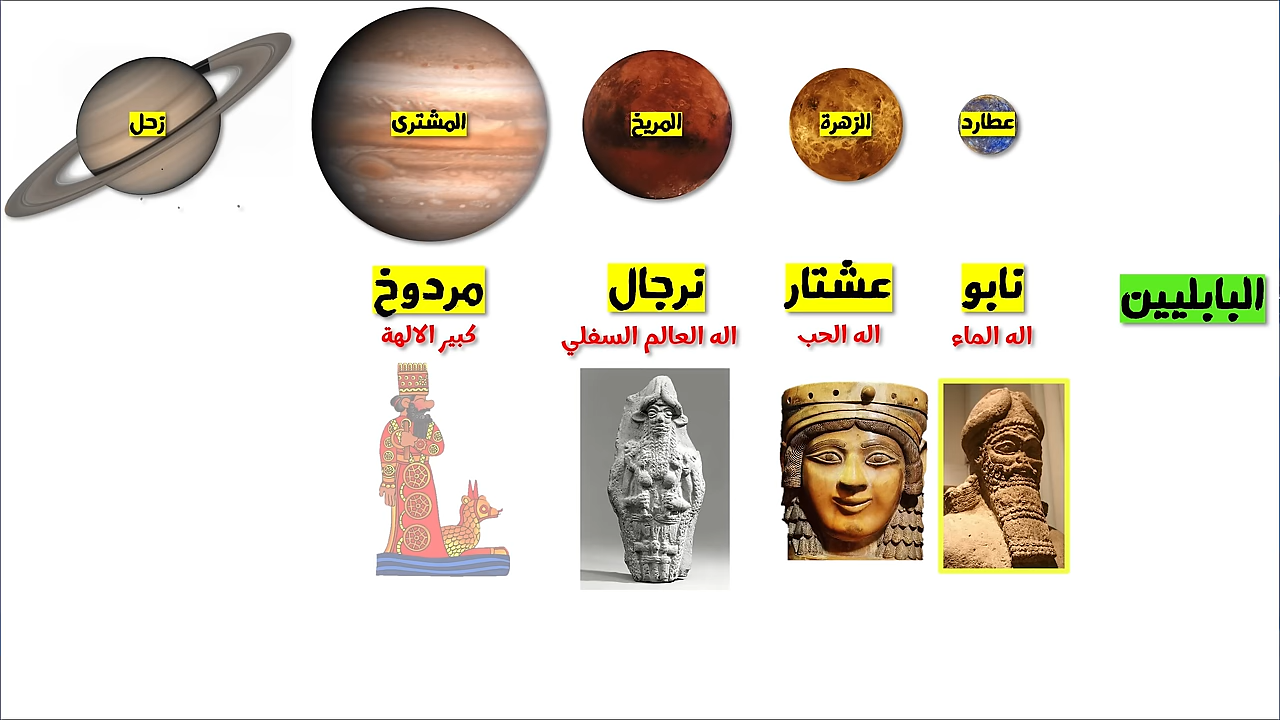 عطارد
الزهرة
المريخ
المشترى
زحل
البابليين
نابو
اله الماء
عشتار
اله الحب
نرجال
اله العالم السفلي
مردوخ
كبير الالهة